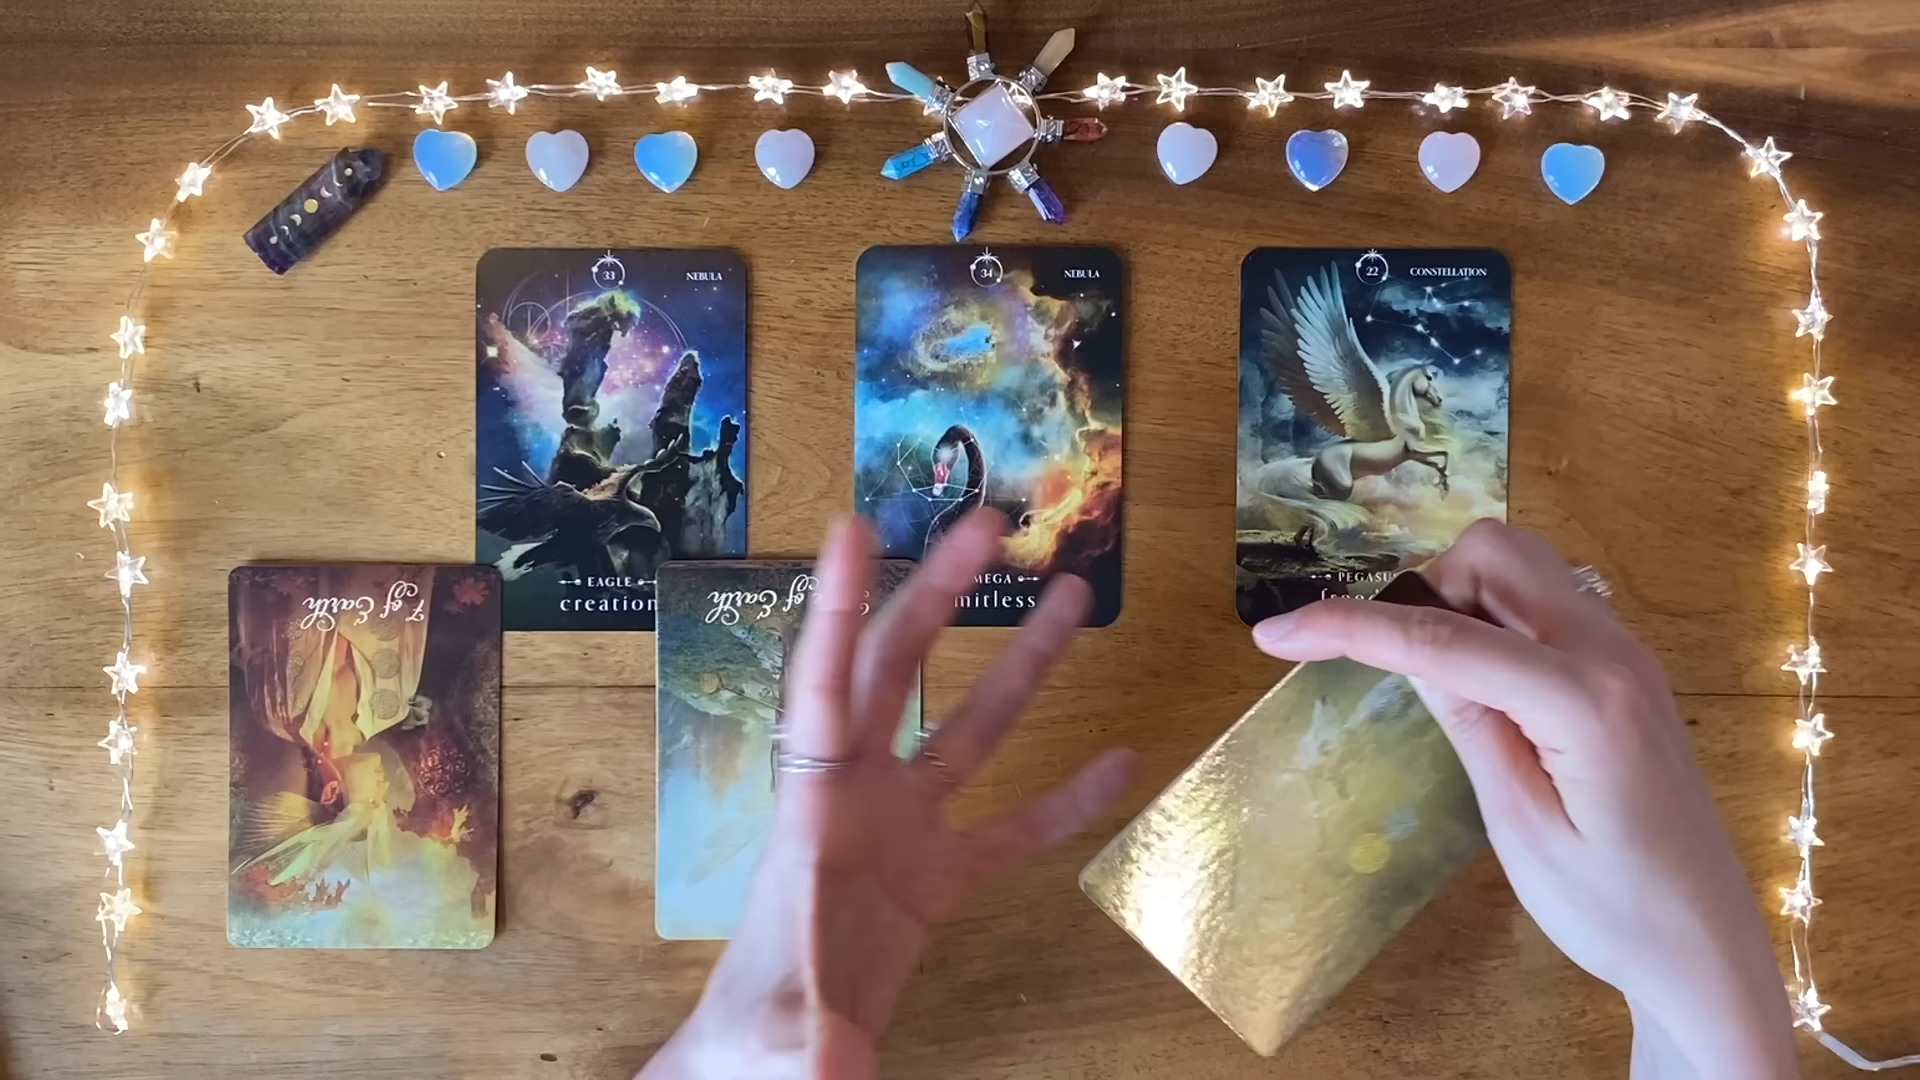 33
NEBULA
EAGLE
creation
34
NEBULA
MEGA
mitless
22
CONSTELLATION
PEGASU
7 of Earth
of Earth